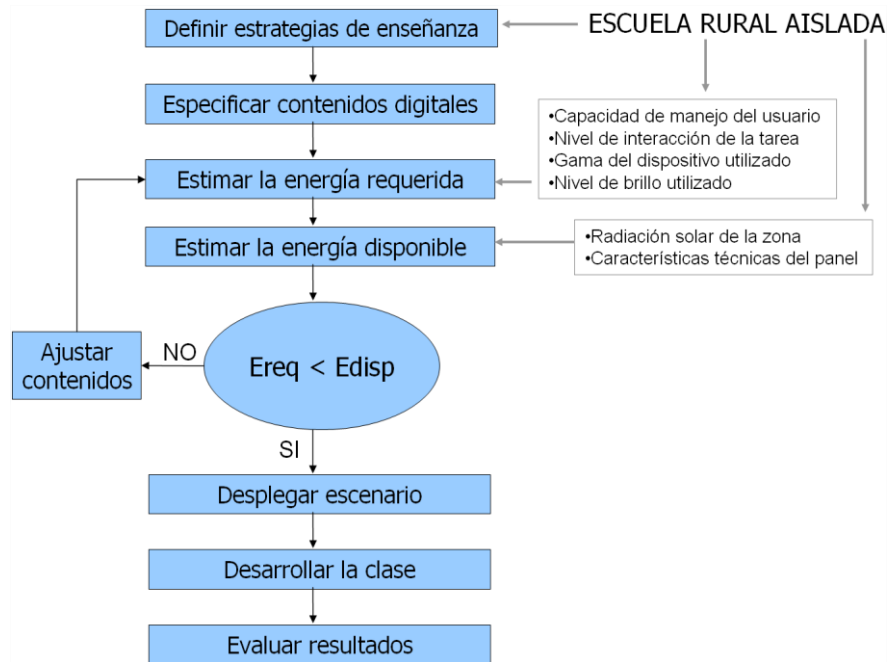 Definir estrategias de enseñanza
ESCUELA RURAL AISLADA
Especificar contenidos digitales
•Capacidad de manejo del usuario
•Nivel de interacción de la tarea
•Gama del dispositivo utilizado
•Nivel de brillo utilizado
Estimar la energía requerida
Estimar la energía disponible
•Radiación solar de la zona
•Características técnicas del panel
Ajustar
contenidos
NO
Ereq < Edisp
SI
Desplegar escenario
Desarrollar la clase
Evaluar resultados